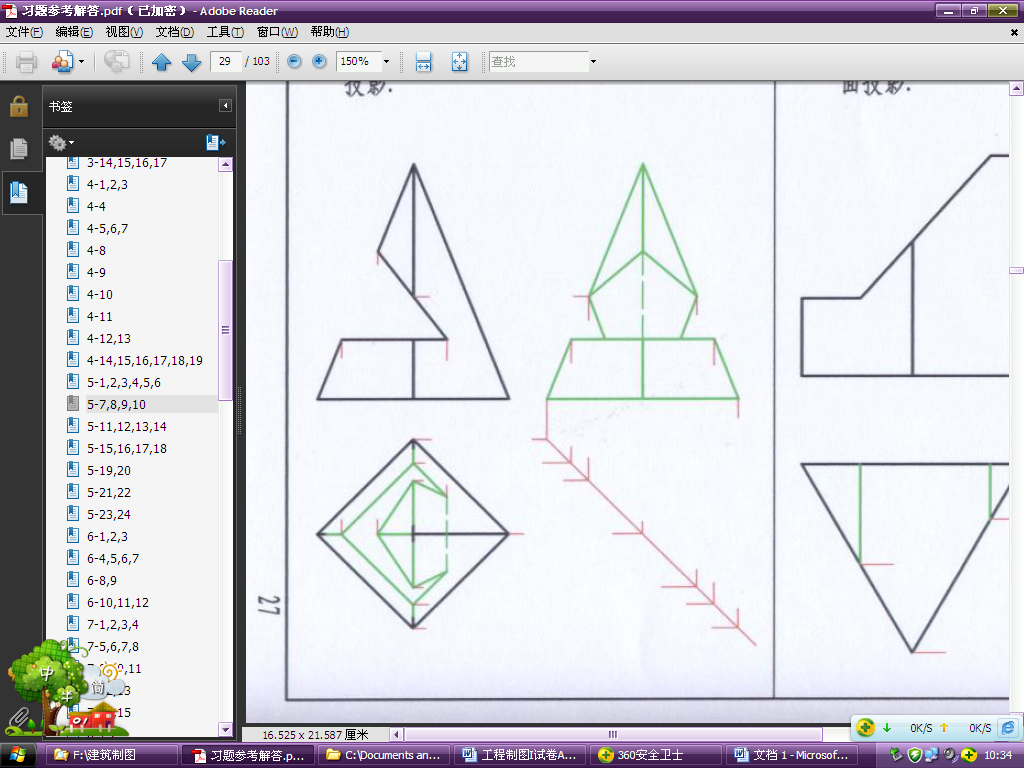 习题参考解答.pdf（已加密） - Adobe Reader
文件(F) 编辑(E) 视图(V) 文档(D) 工具(T) 窗口(W) 帮助(H)
29 / 103 150% 查找
书签
3-14,15,16,17
4-1,2,3
4-4
4-5,6,7
4-8
4-9
4-10
4-11
4-12,13
4-14,15,16,17,18,19
5-1,2,3,4,5,6
5-7,8,9,10
5-11,12,13,14
5-15,16,17,18
5-19,20
5-21,22
5-23,24
6-1,2,3
6-4,5,6,7
6-8,9
6-10,11,12
7-1,2,3,4
7-5,6,7,8
中
简
投影.
面投影.
27
16.525 x 21.587 厘米
0K/S 0K/S
F:\建筑制图 习题参考解答.p... C:\Documents an... 工程制图I试卷A... 360安全卫士 文档 1 - Microsof... 10:34